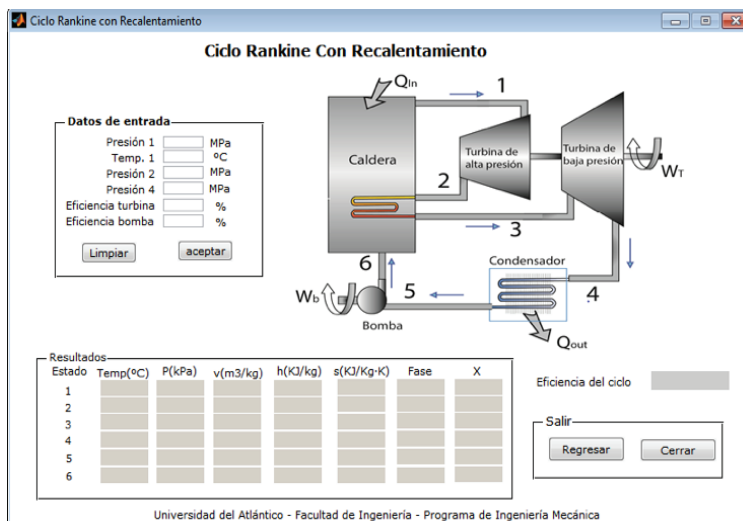 Ciclo Rankine con Recalentamiento
Ciclo Rankine Con Recalentamiento
Datos de entrada
Presión 1 MPa
Temp. 1 ºC
Presión 2 MPa
Presión 4 MPa
Eficiencia turbina %
Eficiencia bomba %
Limpiar aceptar
Qin
1
Caldera
Turbina de
alta presión
Turbina de
baja presión
WT
2
3
6
Condensador
4
Wb
5
Bomba
Qout
Resultados
Estado Temp(ºC) P(kPa) v(m3/kg) h(KJ/kg) s(KJ/Kg·K) Fase X
1
2
3
4
5
6
Eficiencia del ciclo
Salir
Regresar Cerrar
Universidad del Atlántico - Facultad de Ingeniería - Programa de Ingeniería Mecánica